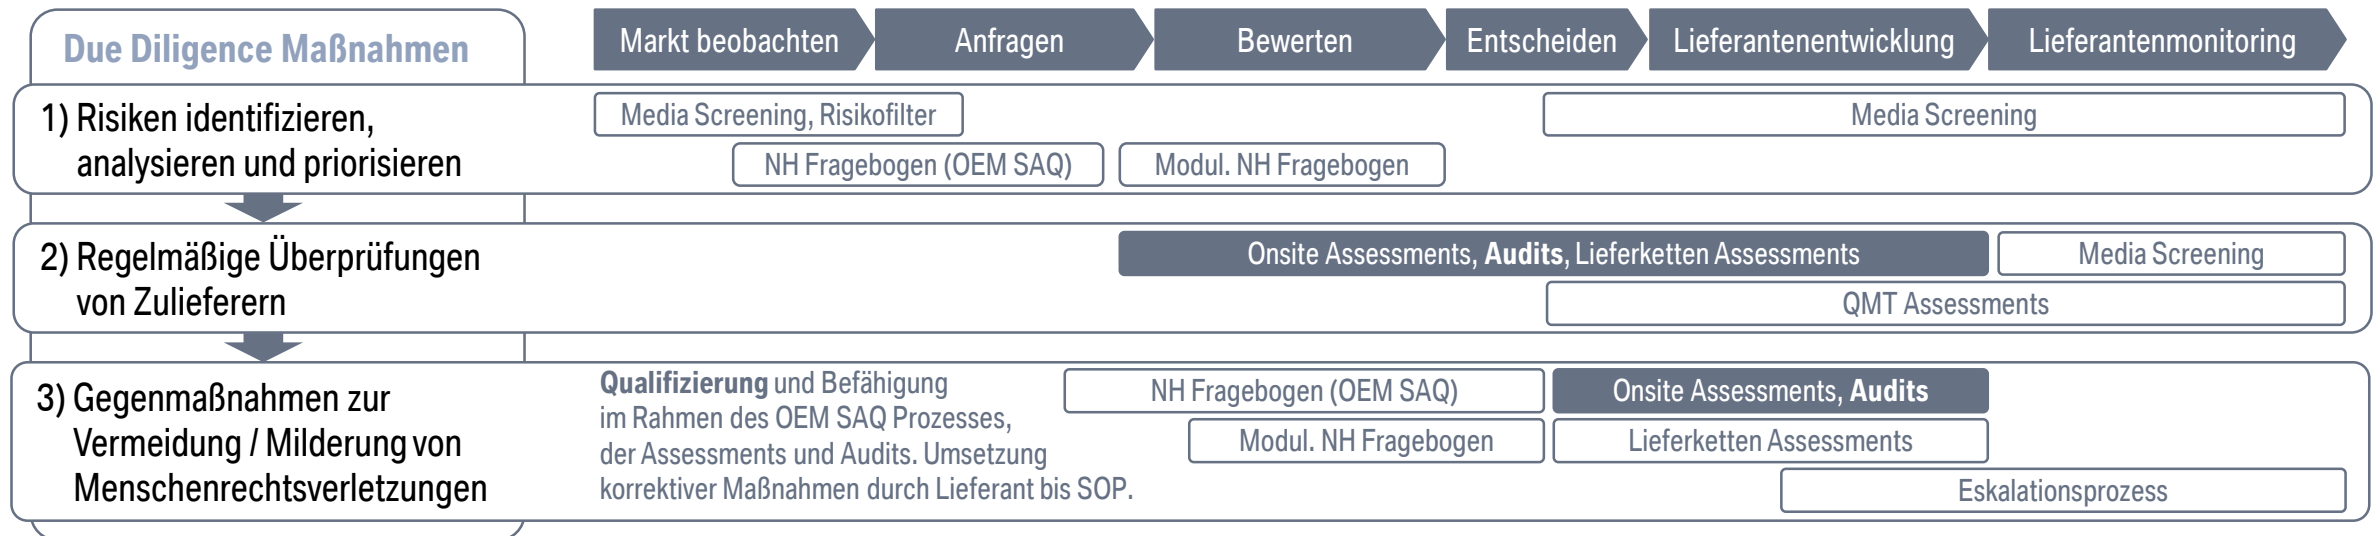 Due Diligence Maßnahmen
Markt beobachten
Anfragen
Bewerten
Entscheiden
Lieferantenentwicklung
Lieferantenmonitoring
1) Risiken identifizieren,
analysieren und priorisieren
Media Screening, Risikofilter
Media Screening
NH Fragebogen (OEM SAQ)
Modul. NH Fragebogen
2) Regelmäßige Überprüfungen
von Zulieferern
Onsite Assessments, Audits, Lieferketten Assessments
Media Screening
QMT Assessments
3) Gegenmaßnahmen zur
Vermeidung / Milderung von
Menschenrechtsverletzungen
Qualifizierung und Befähigung
im Rahmen des OEM SAQ Prozesses,
der Assessments und Audits. Umsetzung
korrektiver Maßnahmen durch Lieferant bis SOP.
NH Fragebogen (OEM SAQ)
Onsite Assessments, Audits
Modul. NH Fragebogen
Lieferketten Assessments
Eskalationsprozess